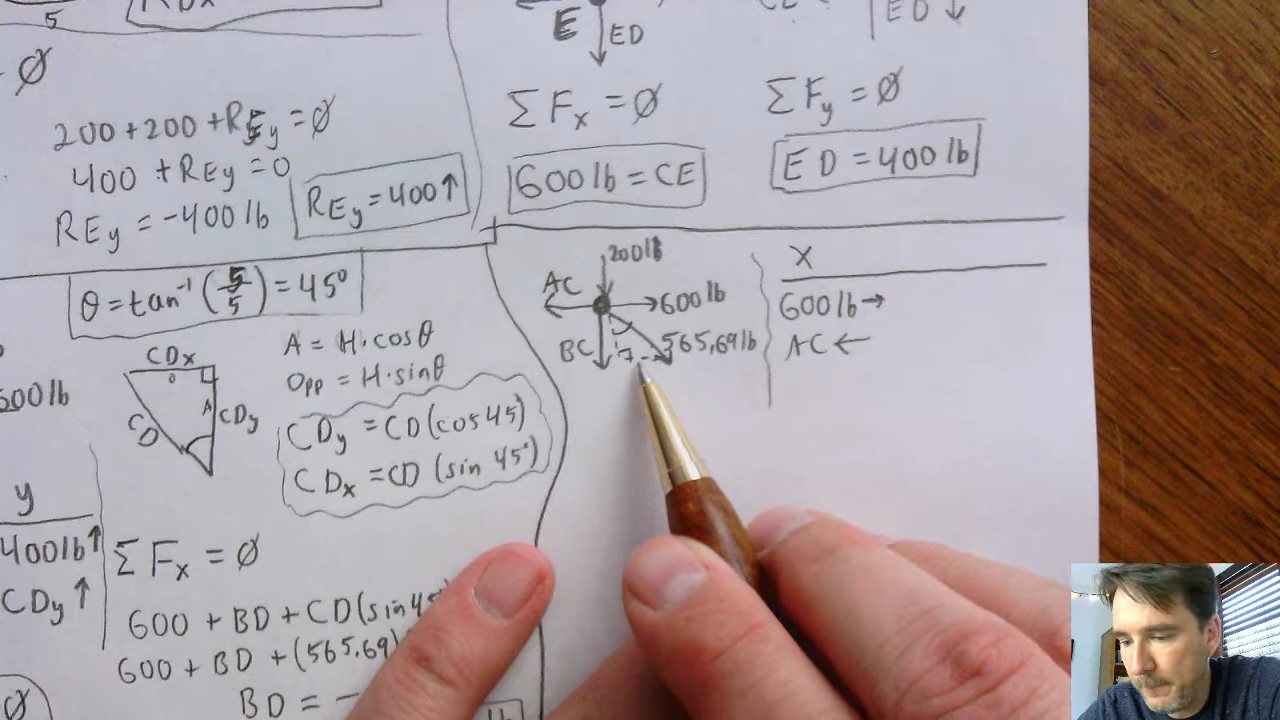 5
= Ø
200 + 200 + REy = Ø
400 + REy = 0
REy = -400 lb
REy = 400 ↑
E
ED
ED ↓
ΣFx = Ø
ΣFy = Ø
600 lb = CE
ED = 400 lb
θ = tan⁻¹ (5/5) = 45°
600 lb
CDx
θ
A
CDy
CD
A = H · cos θ
Opp = H · sin θ
CDy = CD (cos 45)
CDx = CD (sin 45°)
y
400 lb ↑
CDy ↑
ΣFx = Ø
600 + BD + CD (sin 45
600 + BD + (565.69)
BD = -
lb
Ø
200 lb
AC
600 lb
BC
565.69 lb
X
600 lb →
AC ←